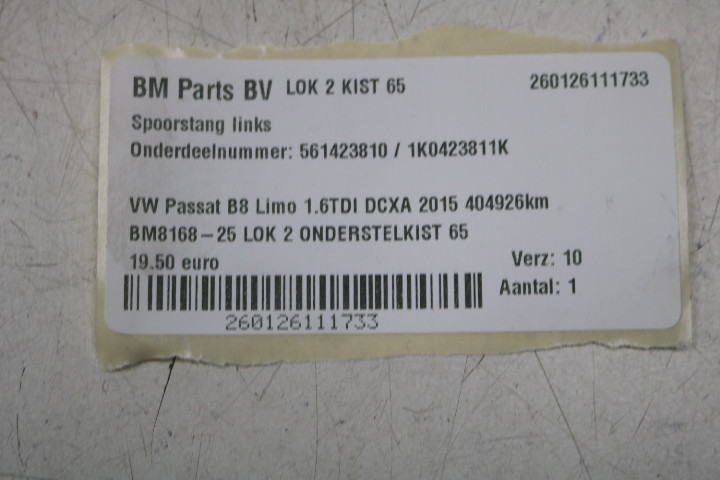 BM Parts BV LOK 2 KIST 65 260126111733
Spoorstang links
Onderdeelnummer: 561423810 / 1K0423811K
VW Passat B8 Limo 1.6TDI DCXA 2015 404926km
BM8168-25 LOK 2 ONDERSTELKIST 65
19.50 euro Verz: 10
Aantal: 1
260126111733